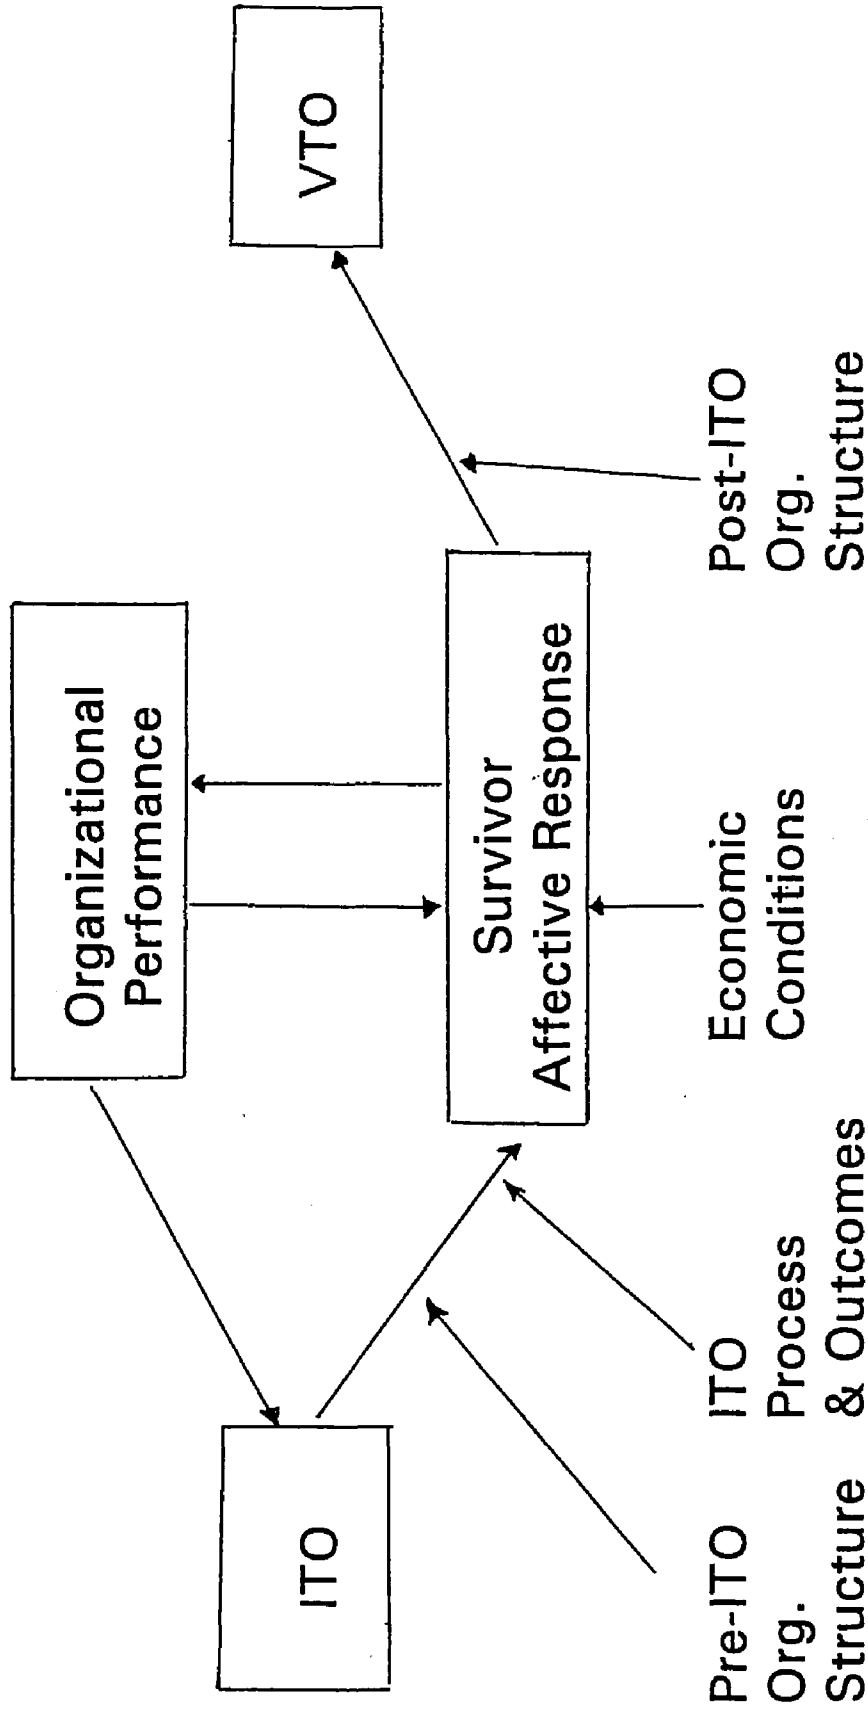 Organizational
Performance
ITO
VTO
Survivor
Affective Response
Pre-ITO
Org.
Structure
ITO
Process
& Outcomes
Economic
Conditions
Post-ITO
Org.
Structure